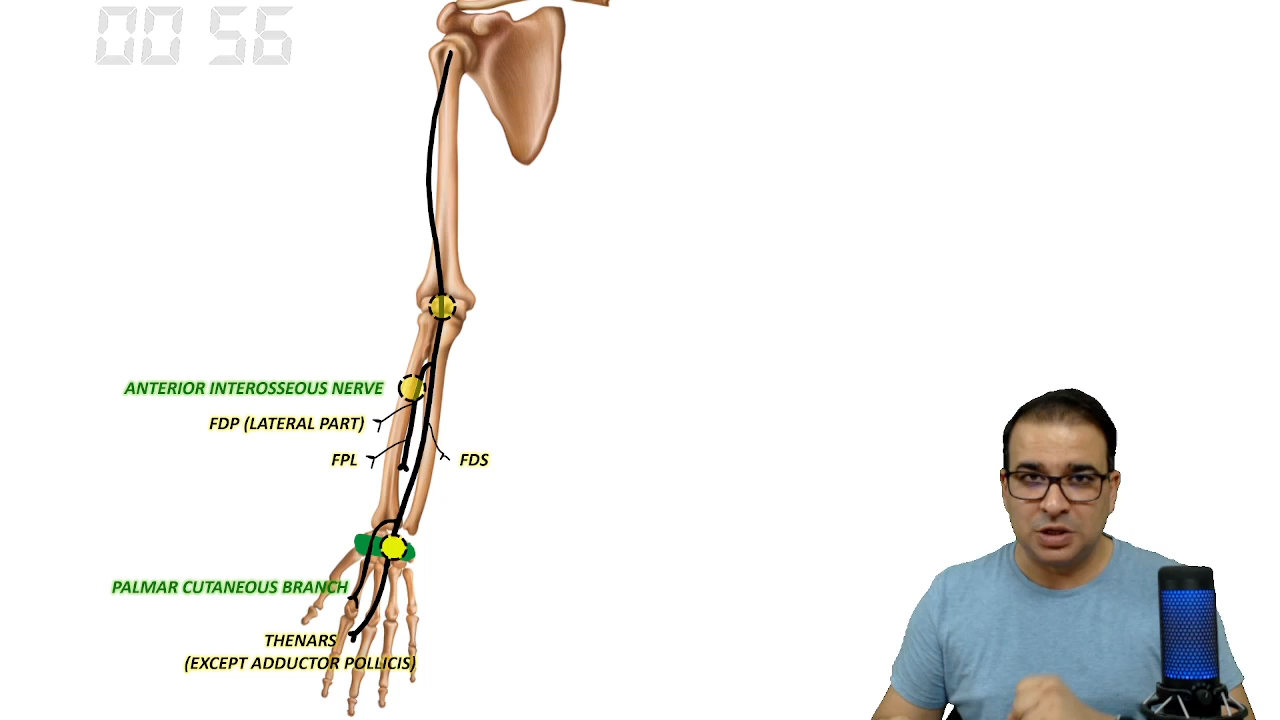 00 56
ANTERIOR INTEROSSEOUS NERVE
FDP (LATERAL PART)
FPL
FDS
PALMAR CUTANEOUS BRANCH
THENARS
(EXCEPT ADDUCTOR POLLICIS)